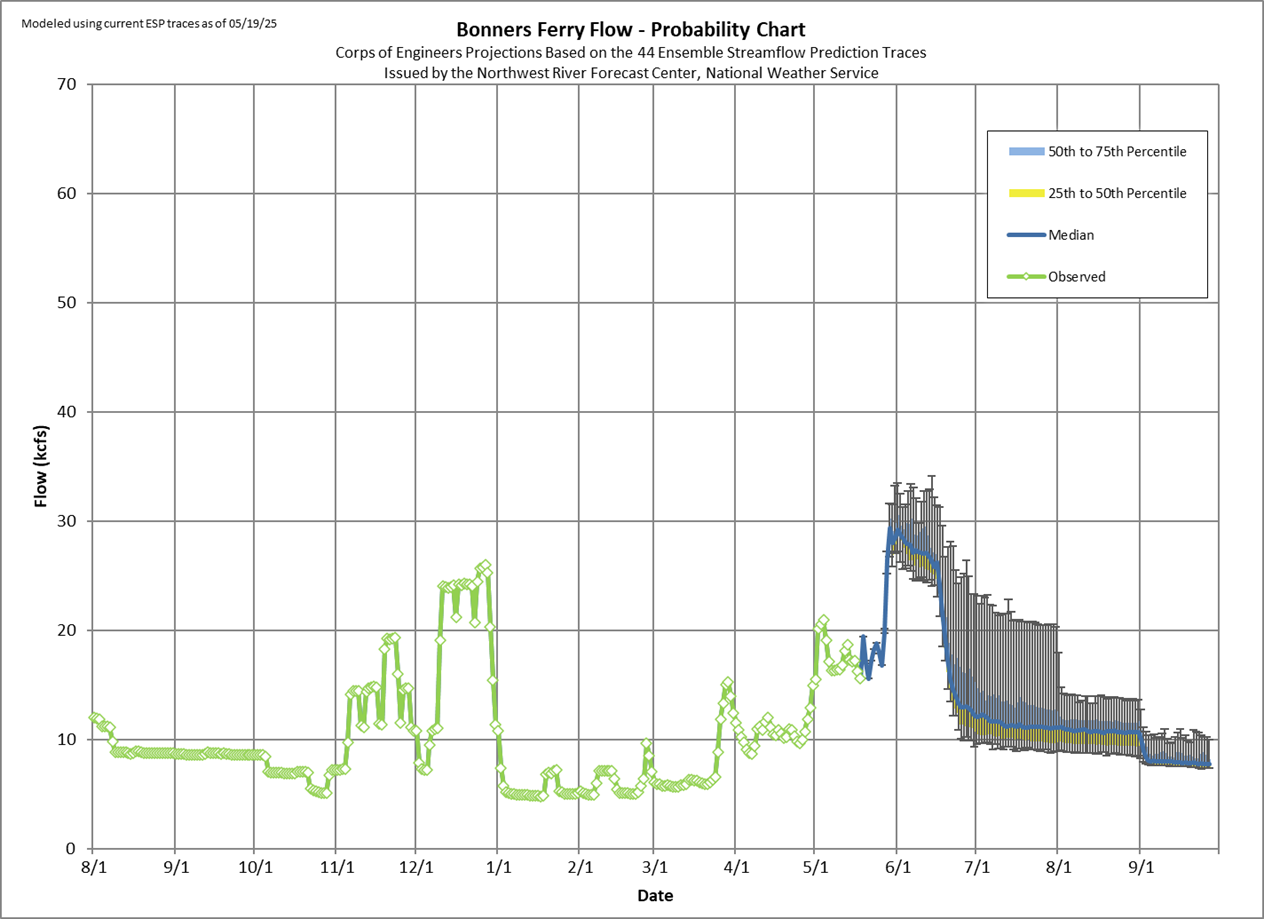 Modeled using current ESP traces as of 05/19/25
Bonners Ferry Flow - Probability Chart
Corps of Engineers Projections Based on the 44 Ensemble Streamflow Prediction Traces
Issued by the Northwest River Forecast Center, National Weather Service
70
60
50
40
30
20
10
0
Flow (kcfs)
50th to 75th Percentile
25th to 50th Percentile
Median
Observed
8/1 9/1 10/1 11/1 12/1 1/1 2/1 3/1 4/1 5/1 6/1 7/1 8/1 9/1
Date